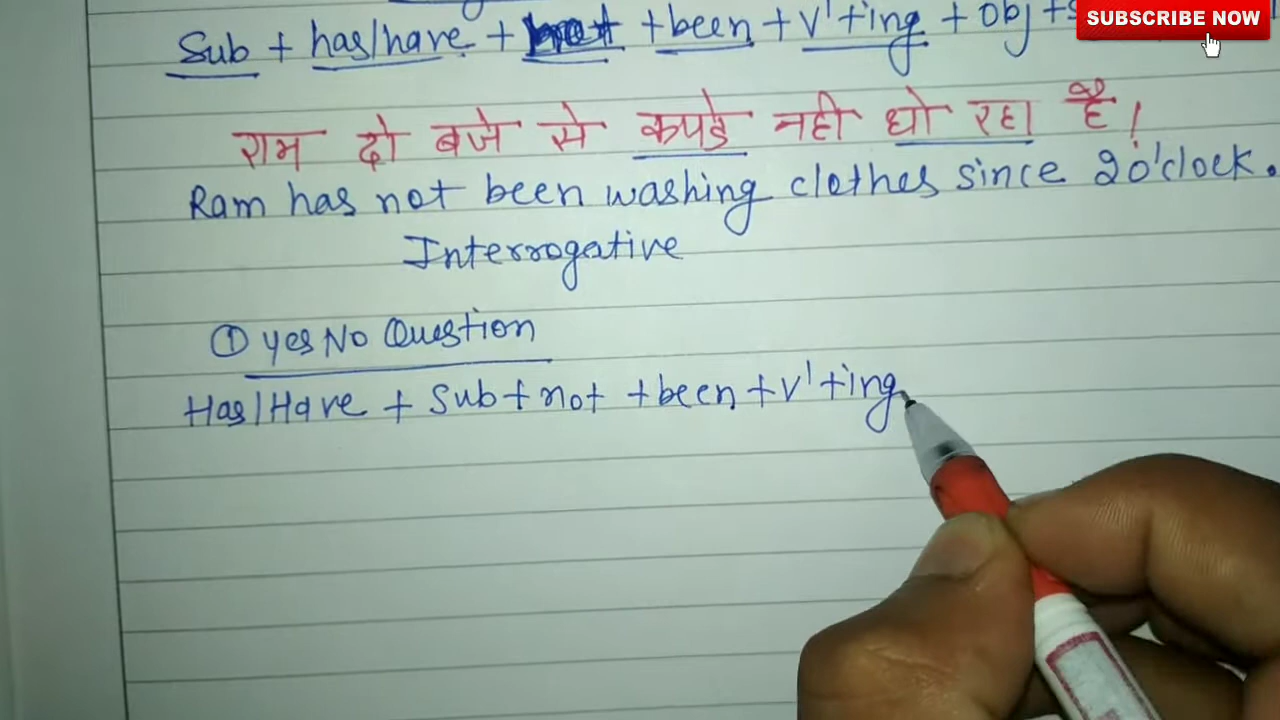 SUBSCRIBE NOW
Sub + has/have + not + been + V¹+ing + obj +
राम दो बजे से कपडे नही धो रहा है।
Ram has not been washing clothes since 2 o'clock.
Interrogative
① yes No Question
Has/Have + Sub + not + been + V¹ + ing